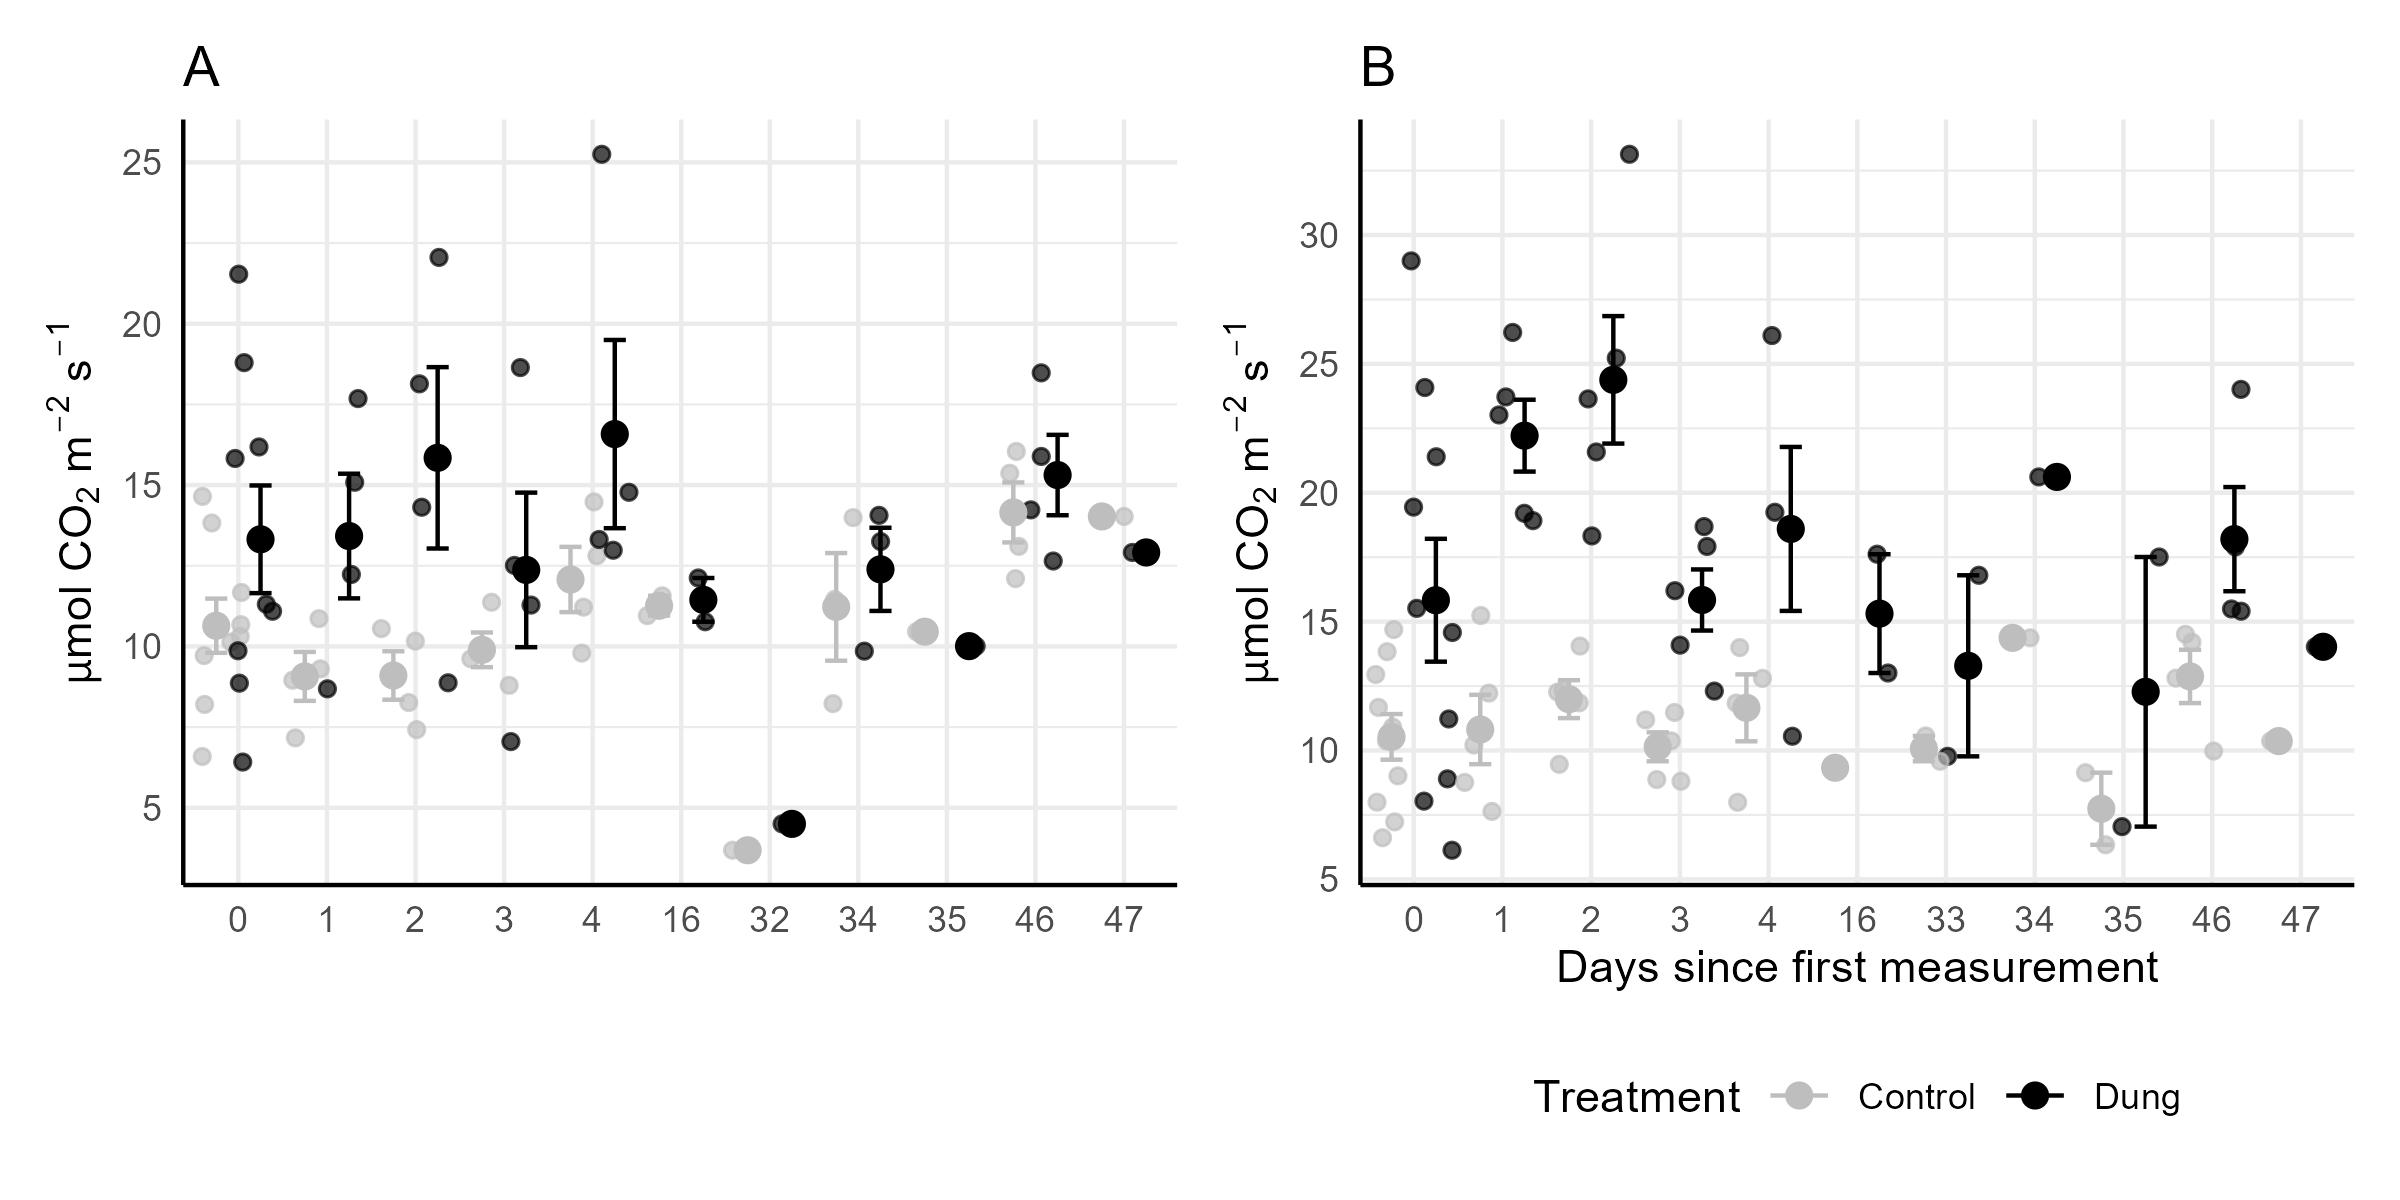 A
25
20
15
10
5
µmol CO₂ m⁻² s⁻¹
0 1 2 3 4 16 32 34 35 46 47
B
30
25
20
15
10
5
µmol CO₂ m⁻² s⁻¹
0 1 2 3 4 16 33 34 35 46 47
Days since first measurement
Treatment Control Dung